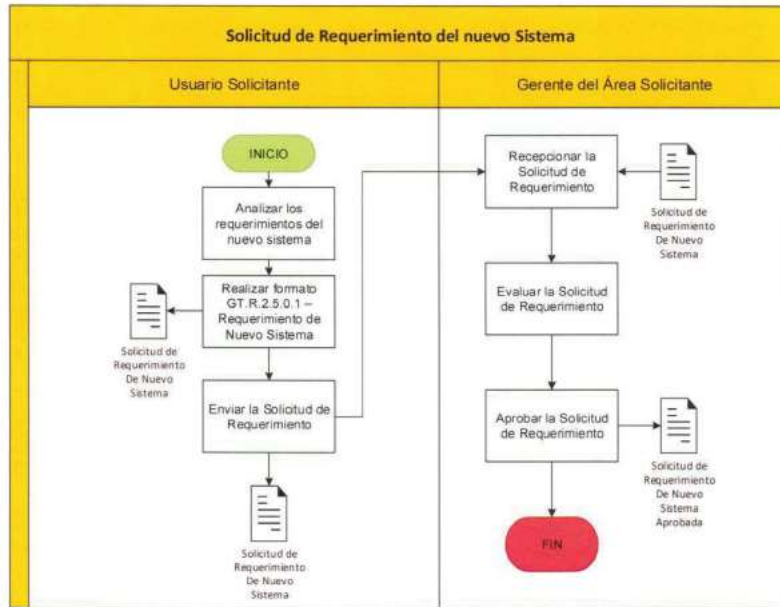 Solicitud de Requerimiento del nuevo Sistema
Usuario Solicitante
Gerente del Área Solicitante
INICIO
Analizar los
requerimientos del
nuevo sistema
Realizar formato
GT.R.2.5.0.1 –
Requerimiento de
Nuevo Sistema
Solicitud de
Requerimiento
De Nuevo
Sistema
Enviar la Solicitud de
Requerimiento
Solicitud de
Requerimiento
De Nuevo
Sistema
Recepcionar la
Solicitud de
Requerimiento
Solicitud de
Requerimiento
De Nuevo
Sistema
Evaluar la Solicitud
de Requerimiento
Aprobar la Solicitud
de Requerimiento
Solicitud de
Requerimiento
De Nuevo
Sistema
Aprobada
FIN